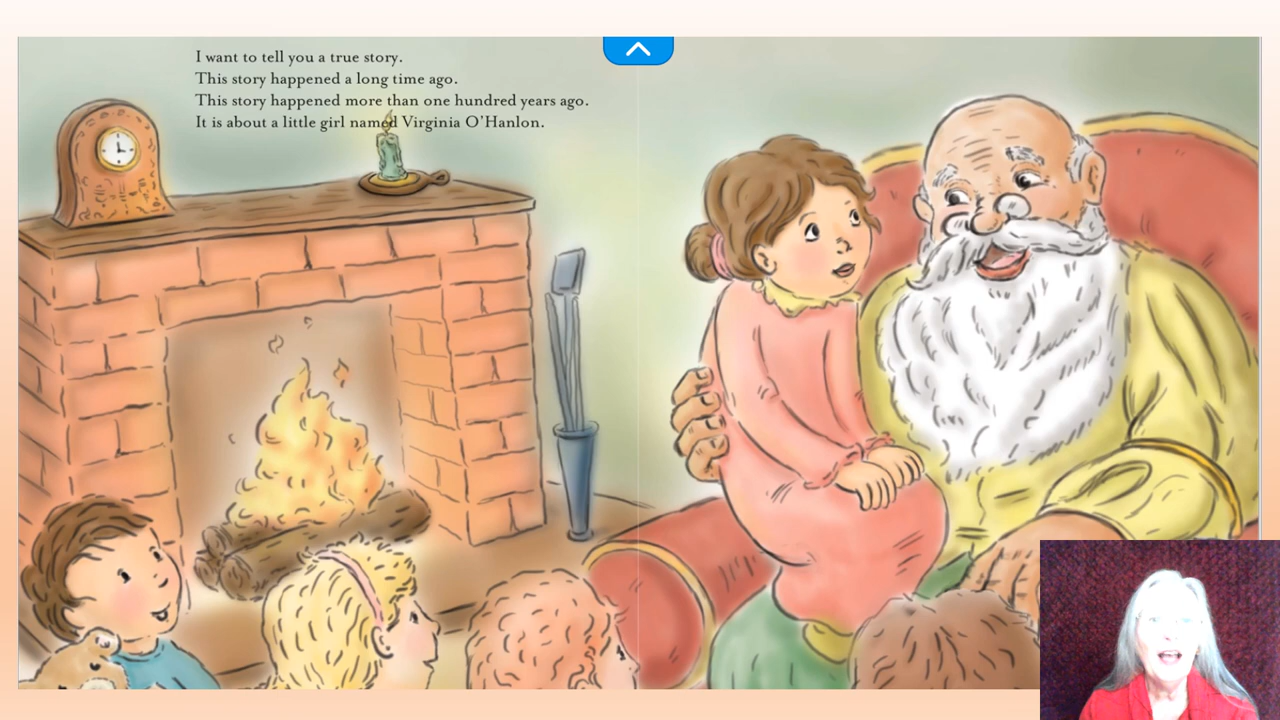 I want to tell you a true story.
This story happened a long time ago.
This story happened more than one hundred years ago.
It is about a little girl named Virginia O'Hanlon.